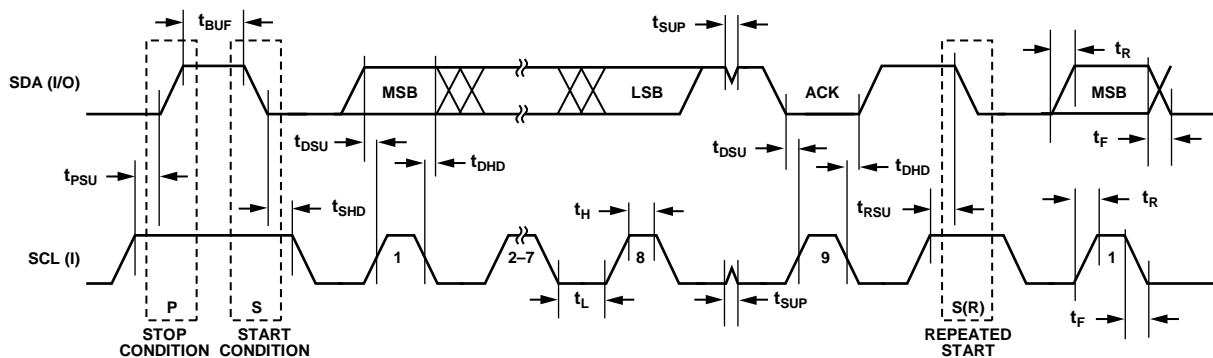 tBUF
tSUP
tR
SDA (I/O)
MSB
LSB
ACK
MSB
tDSU
tDHD
tDSU
tDHD
tF
tPSU
tSHD
tH
tRSU
tR
SCL (I)
1
2–7
8
9
1
P
S
tL
tSUP
S(R)
tF
STOP
CONDITION
START
CONDITION
REPEATED
START